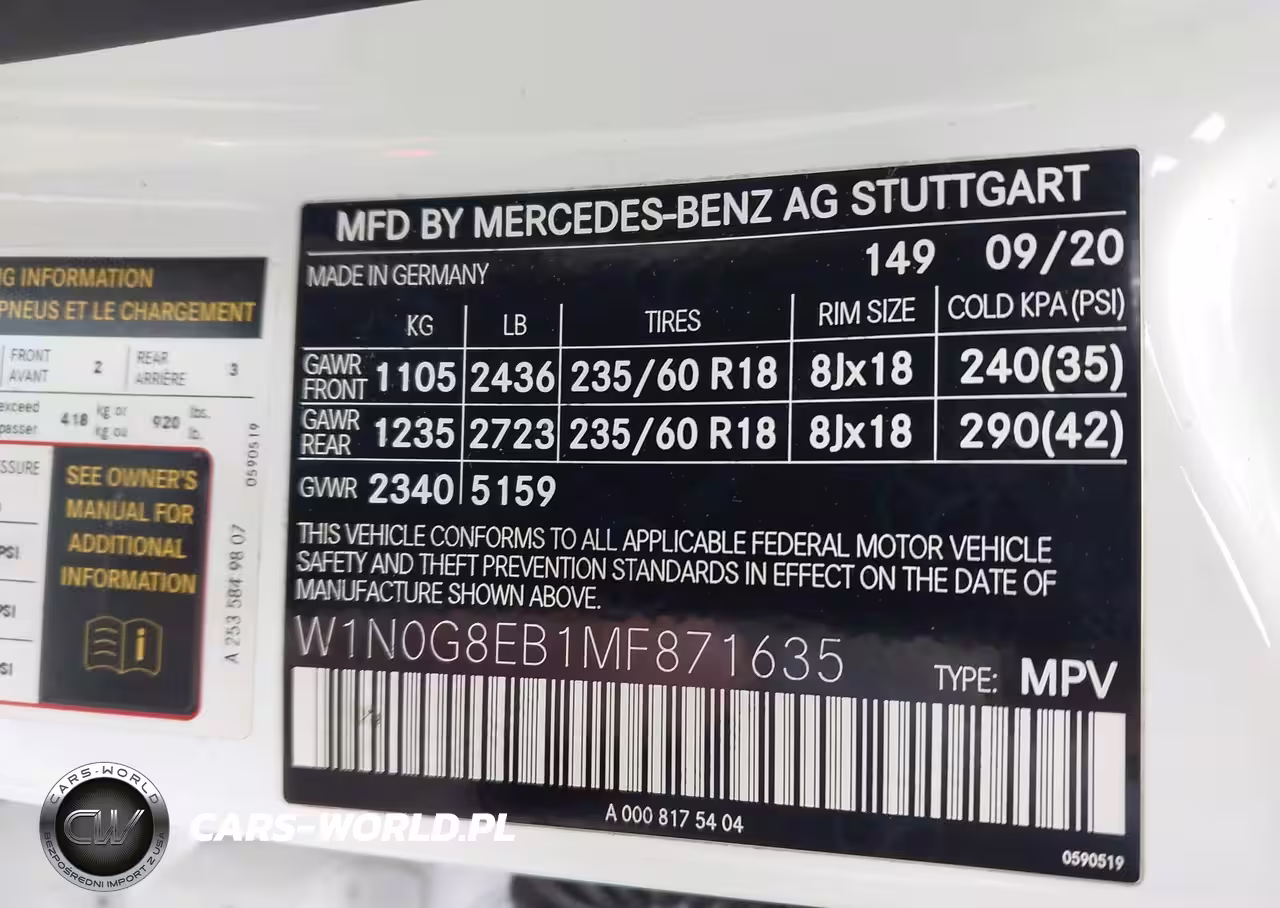 MFD BY MERCEDES-BENZ AG STUTTGART
MADE IN GERMANY 149 09/20
KG LB TIRES RIM SIZE COLD KPA (PSI)
GAWR FRONT 1105 2436 235/60 R18 8Jx18 240(35)
GAWR REAR 1235 2723 235/60 R18 8Jx18 290(42)
GVWR 2340 5159
THIS VEHICLE CONFORMS TO ALL APPLICABLE FEDERAL MOTOR VEHICLE
SAFETY AND THEFT PREVENTION STANDARDS IN EFFECT ON THE DATE OF
MANUFACTURE SHOWN ABOVE.
W1N0G8EB1MF871635
TYPE: MPV
A 000 817 54 04
0590519
INFORMATION
PNEUS ET LE CHARGEMENT
FRONT AVANT 2 REAR ARRIÈRE 3
exceed 418 kg or 920 lbs.
passer kg ou lb.
SEE OWNER'S
MANUAL FOR
ADDITIONAL
INFORMATION
0590519
A 253 584 98 07
CARS-WORLD
CW
BEZPOŚREDNI IMPORT Z USA
CARS-WORLD.PL